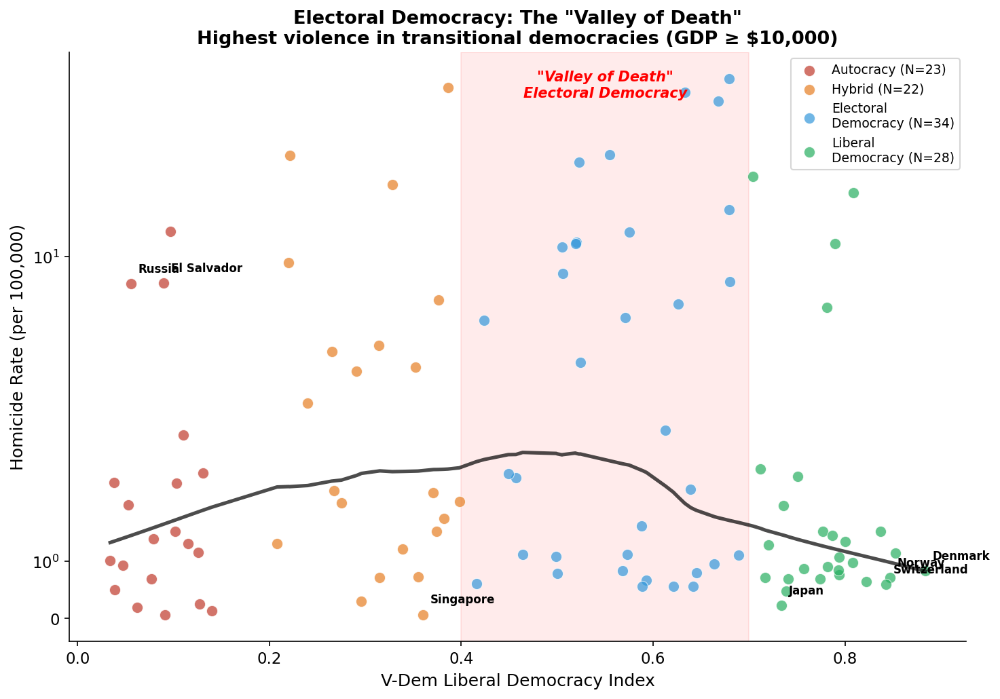 Electoral Democracy: The "Valley of Death"
Highest violence in transitional democracies (GDP ≥ $10,000)
"Valley of Death"
Electoral Democracy
Autocracy (N=23)
Hybrid (N=22)
Electoral
Democracy (N=34)
Liberal
Democracy (N=28)
Homicide Rate (per 100,000)
10¹
10⁰
0
Russia
El Salvador
Singapore
Denmark
Norway
Switzerland
Japan
0.0 0.2 0.4 0.6 0.8
V-Dem Liberal Democracy Index